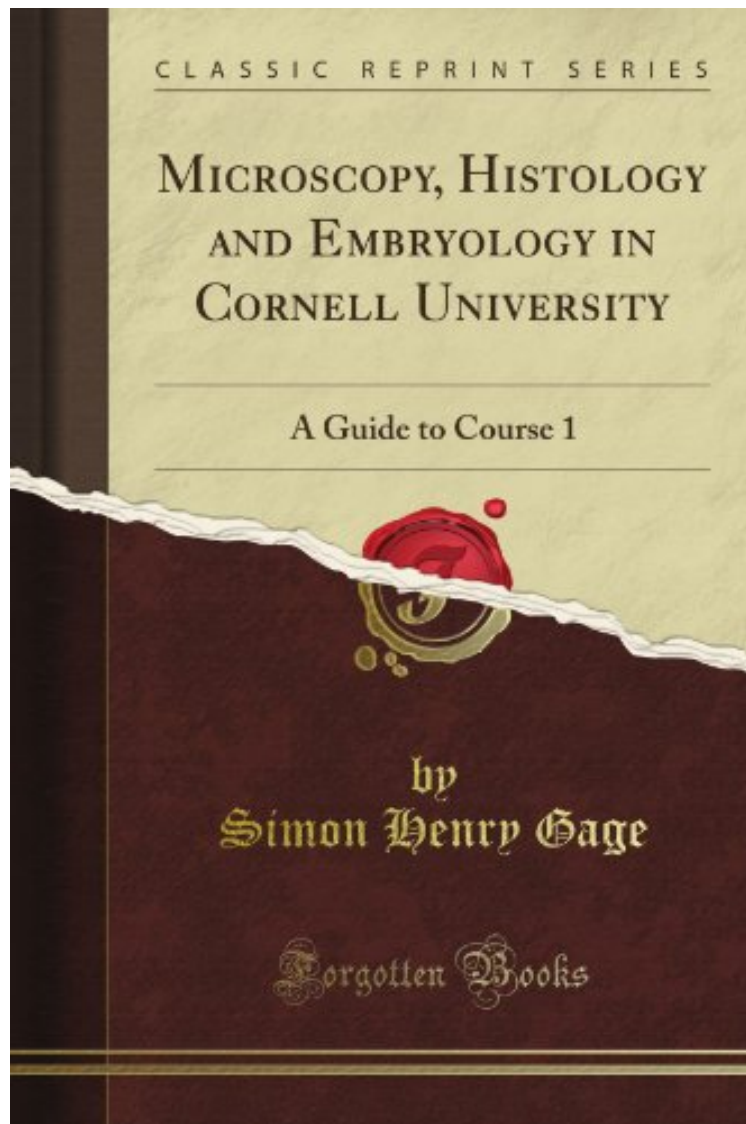 CLASSIC REPRINT SERIES
MICROSCOPY, HISTOLOGY
AND EMBRYOLOGY IN
CORNELL UNIVERSITY
A Guide to Course 1
by
Simon Henry Gage
Forgotten Books